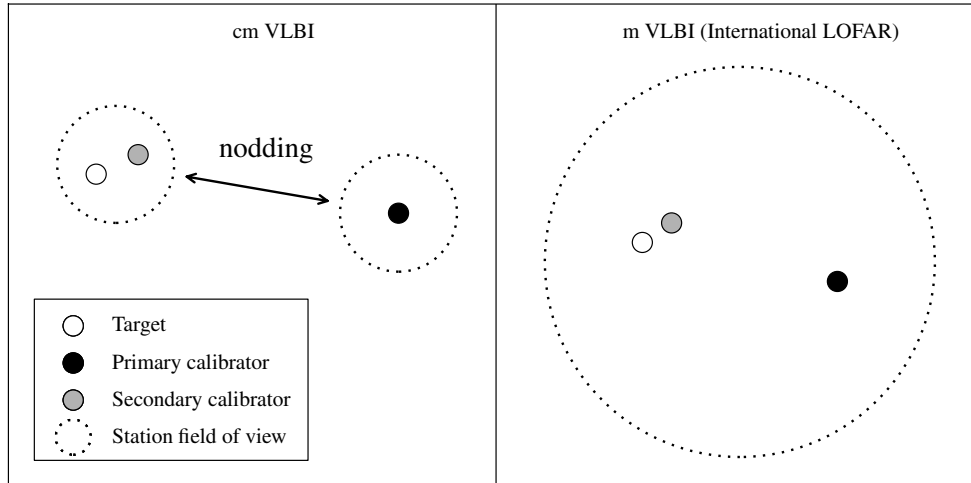 cm VLBI
m VLBI (International LOFAR)
nodding
Target
Primary calibrator
Secondary calibrator
Station field of view